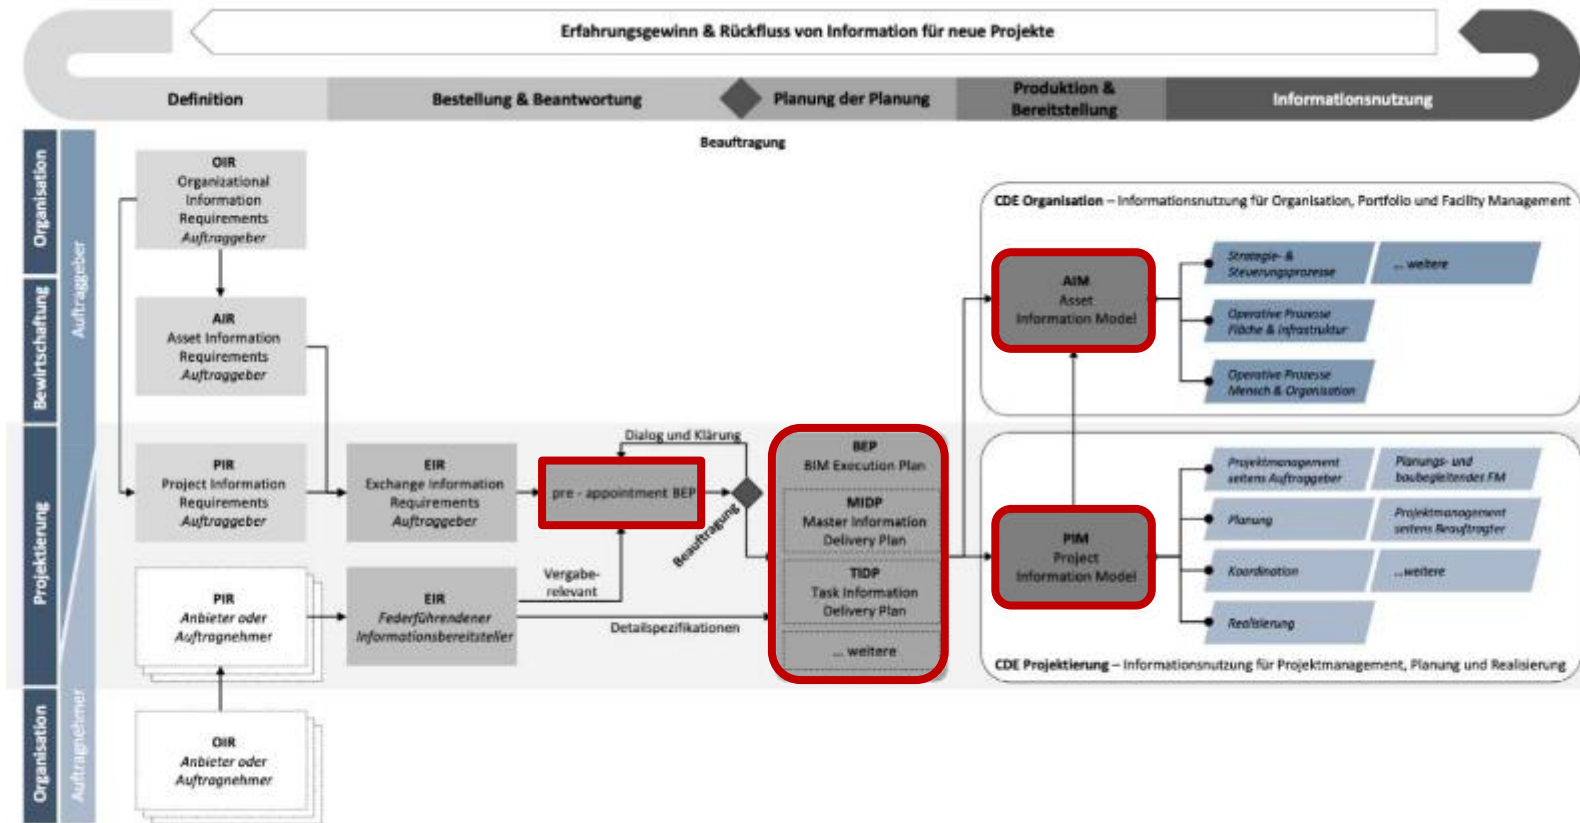 Erfahrungsgewinn & Rückfluss von Information für neue Projekte
Definition
Bestellung & Beantwortung
Planung der Planung
Produktion &
Bereitstellung
Informationsnutzung
Beauftragung
Organisation
Bewirtschaftung
Projektierung
Organisation
Auftraggeber
Auftragnehmer
OIR
Organizational
Information
Requirements
Auftraggeber
AIR
Asset Information
Requirements
Auftraggeber
PIR
Project Information
Requirements
Auftraggeber
PIR
Anbieter oder
Auftragnehmer
OIR
Anbieter oder
Auftragnehmer
EIR
Exchange Information
Requirements
Auftraggeber
EIR
Federführendener
Informationsbereitsteller
Dialog und Klärung
pre - appointment BEP
Beauftragung
Vergabe-
relevant
Detailspezifikationen
BEP
BIM Execution Plan
MIDP
Master Information
Delivery Plan
TIDP
Task Information
Delivery Plan
... weitere
CDE Organisation – Informationsnutzung für Organisation, Portfolio und Facility Management
AIM
Asset
Information Model
Strategie- &
Steuerungsprozesse
... weitere
Operative Prozesse
Fläche & Infrastruktur
Operative Prozesse
Mensch & Organisation
PIM
Project
Information Model
Projektmanagement
seitens Auftraggeber
Planungs- und
baubegleitendes FM
Planung
Projektmanagement
seitens Beauftragter
Koordination
...weitere
Realisierung
CDE Projektierung – Informationsnutzung für Projektmanagement, Planung und Realisierung